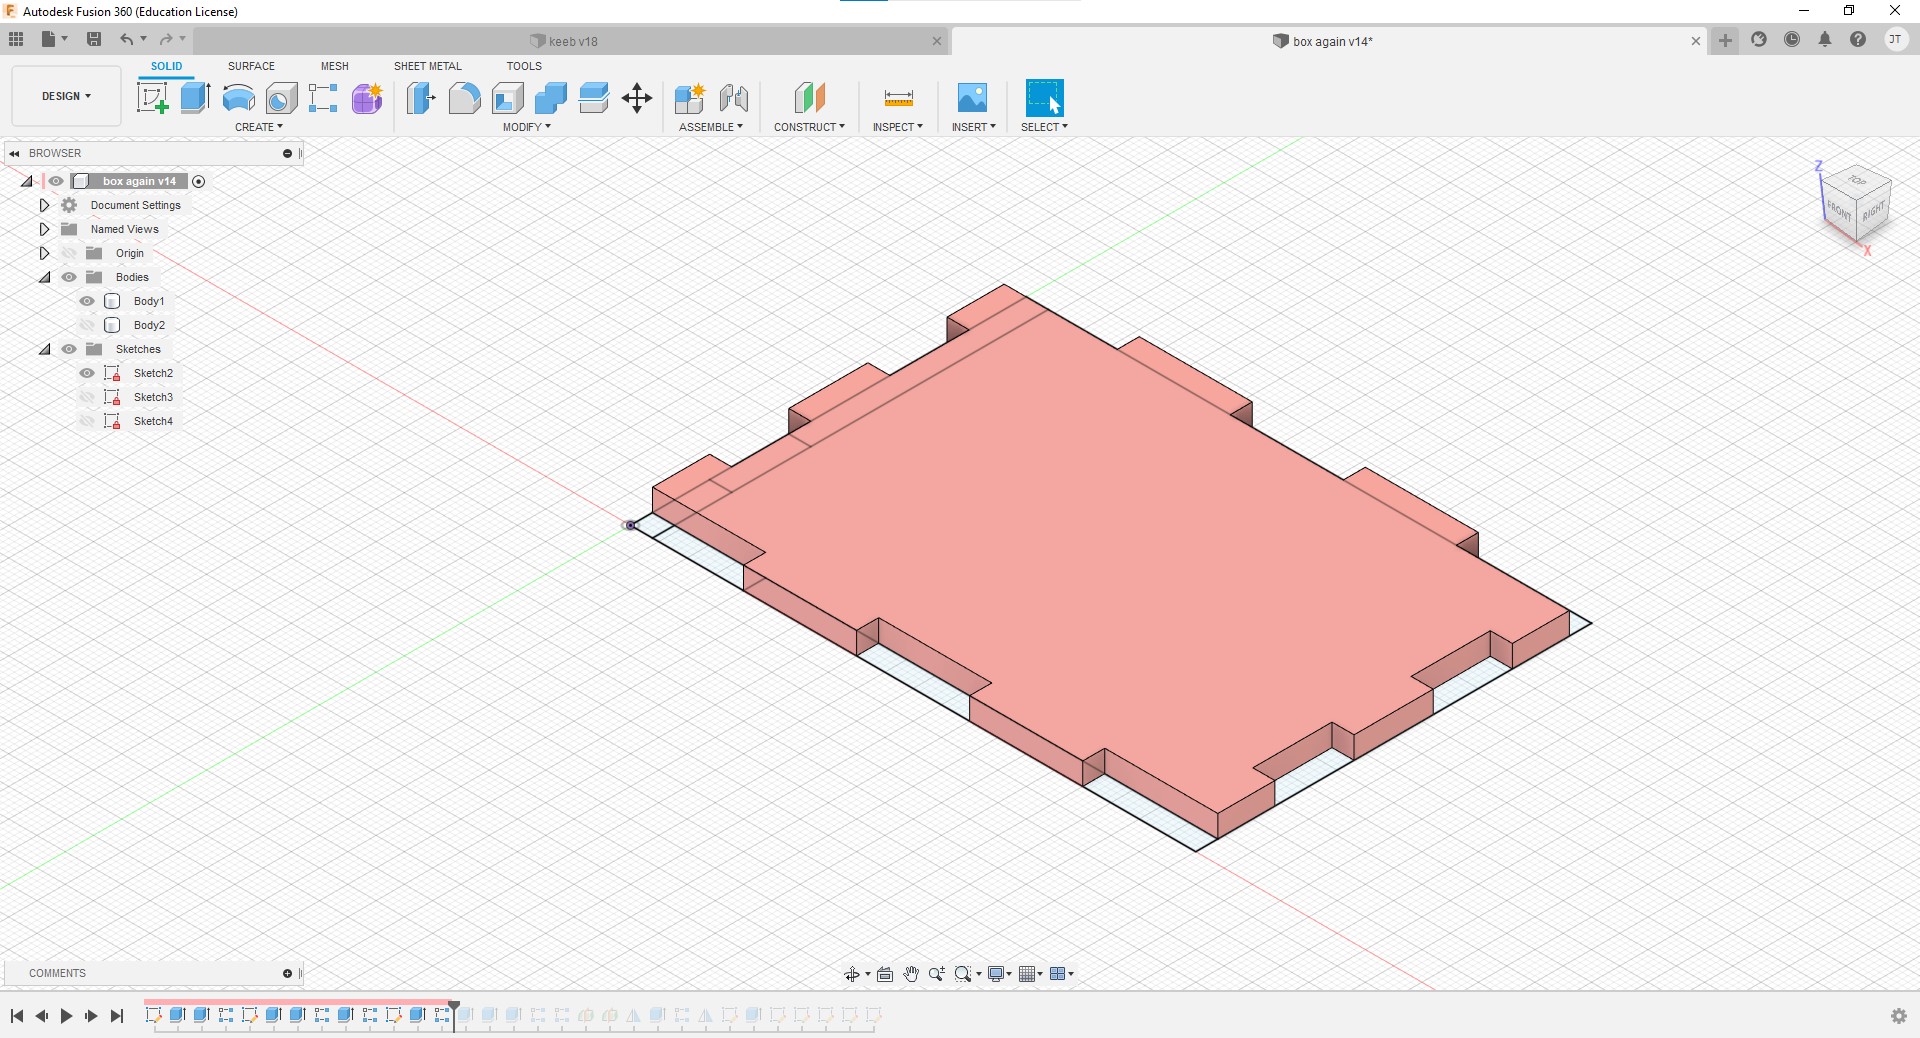 Autodesk Fusion 360 (Education License)
keeb v18
box again v14*
JT
DESIGN
SOLID SURFACE MESH SHEET METAL TOOLS
CREATE MODIFY ASSEMBLE CONSTRUCT INSPECT INSERT SELECT
BROWSER
box again v14
Document Settings
Named Views
Origin
Bodies
Body1
Body2
Sketches
Sketch2
Sketch3
Sketch4
Z
TOP
FRONT RIGHT
X
COMMENTS